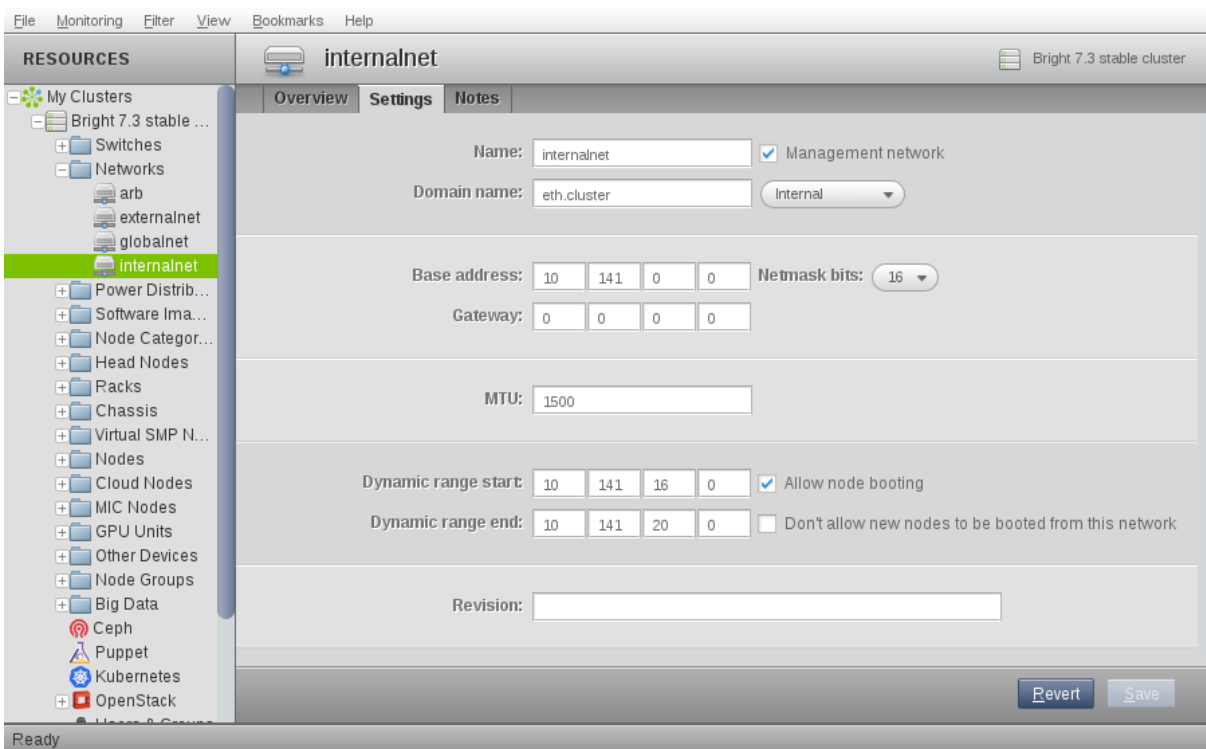 File Monitoring Filter View Bookmarks Help
RESOURCES
internalnet
Bright 7.3 stable cluster
My Clusters
Bright 7.3 stable ...
Switches
Networks
arb
externalnet
globalnet
internalnet
Power Distrib...
Software Ima...
Node Categor...
Head Nodes
Racks
Chassis
Virtual SMP N...
Nodes
Cloud Nodes
MIC Nodes
GPU Units
Other Devices
Node Groups
Big Data
Ceph
Puppet
Kubernetes
OpenStack
Overview Settings Notes
Name: internalnet Management network
Domain name: eth.cluster Internal
Base address: 10 141 0 0 Netmask bits: 16
Gateway: 0 0 0 0
MTU: 1500
Dynamic range start: 10 141 16 0 Allow node booting
Dynamic range end: 10 141 20 0 Don't allow new nodes to be booted from this network
Revision:
Revert Save
Ready